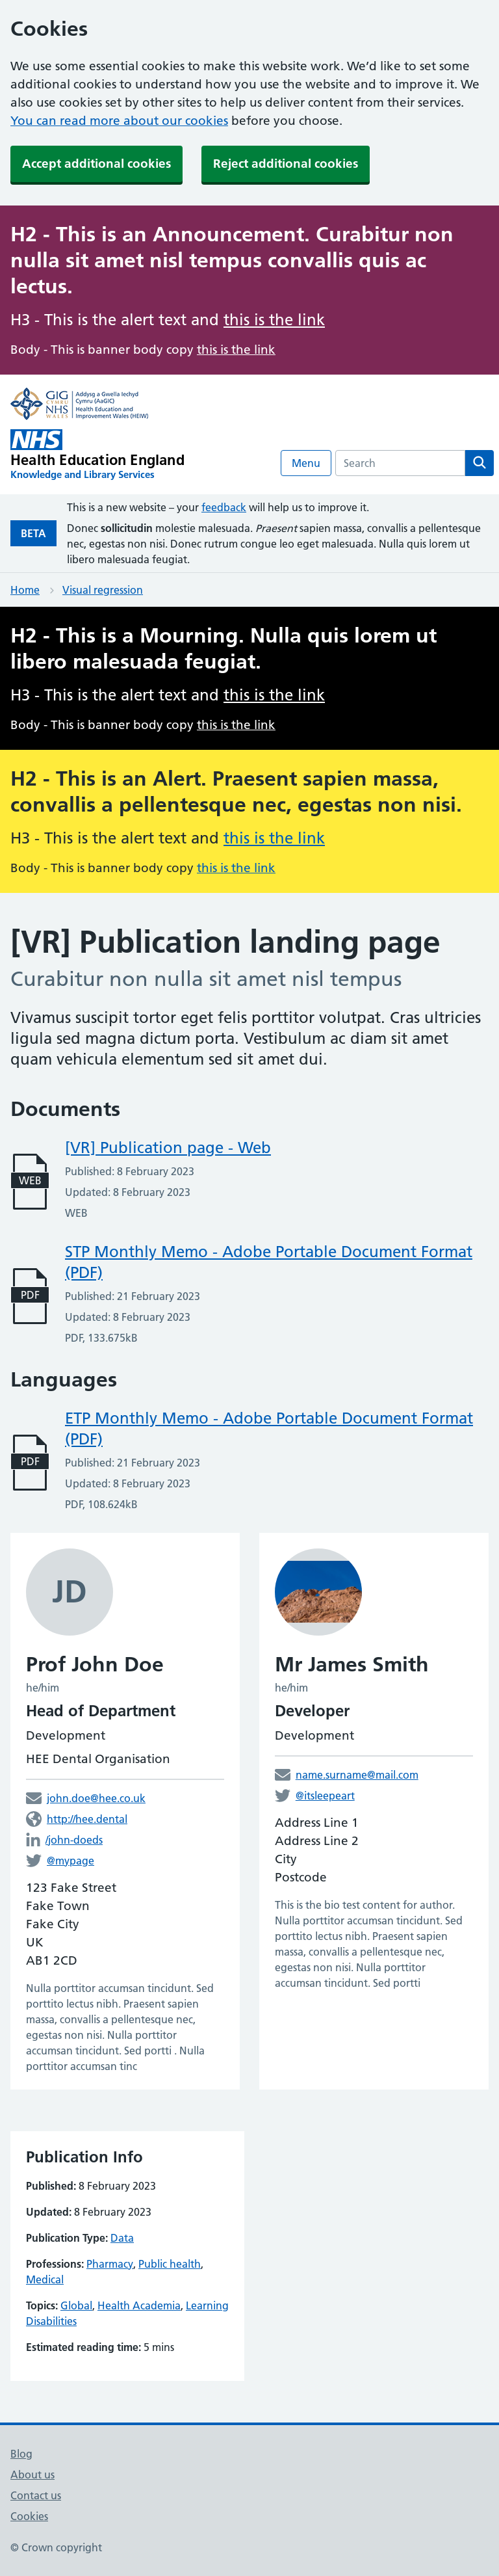 Cookies
We use some essential cookies to make this website work. We’d like to set some
additional cookies to understand how you use the website and to improve it. We
also use cookies set by other sites to help us deliver content from their services.
You can read more about our cookies before you choose.
Accept additional cookies
Reject additional cookies
H2 - This is an Announcement. Curabitur non
nulla sit amet nisl tempus convallis quis ac
lectus.
H3 - This is the alert text and this is the link
Body - This is banner body copy this is the link
GIG
CYMRU
NHS
WALES
Addysg a Gwella Iechyd
Cymru (AaGIC)
Health Education and
Improvement Wales (HEIW)
NHS
Health Education England
Knowledge and Library Services
Menu
Search
BETA
This is a new website – your feedback will help us to improve it.
Donec sollicitudin molestie malesuada. Praesent sapien massa, convallis a pellentesque
nec, egestas non nisi. Donec rutrum congue leo eget malesuada. Nulla quis lorem ut
libero malesuada feugiat.
Home
Visual regression
H2 - This is a Mourning. Nulla quis lorem ut
libero malesuada feugiat.
H3 - This is the alert text and this is the link
Body - This is banner body copy this is the link
H2 - This is an Alert. Praesent sapien massa,
convallis a pellentesque nec, egestas non nisi.
H3 - This is the alert text and this is the link
Body - This is banner body copy this is the link
[VR] Publication landing page
Curabitur non nulla sit amet nisl tempus
Vivamus suscipit tortor eget felis porttitor volutpat. Cras ultricies
ligula sed magna dictum porta. Vestibulum ac diam sit amet
quam vehicula elementum sed sit amet dui.
Documents
WEB
[VR] Publication page - Web
Published: 8 February 2023
Updated: 8 February 2023
WEB
PDF
STP Monthly Memo - Adobe Portable Document Format
(PDF)
Published: 21 February 2023
Updated: 8 February 2023
PDF, 133.675kB
Languages
PDF
ETP Monthly Memo - Adobe Portable Document Format
(PDF)
Published: 21 February 2023
Updated: 8 February 2023
PDF, 108.624kB
JD
Prof John Doe
he/him
Head of Department
Development
HEE Dental Organisation
john.doe@hee.co.uk
http://hee.dental
/john-doeds
@mypage
123 Fake Street
Fake Town
Fake City
UK
AB1 2CD
Nulla porttitor accumsan tincidunt. Sed
porttito lectus nibh. Praesent sapien
massa, convallis a pellentesque nec,
egestas non nisi. Nulla porttitor
accumsan tincidunt. Sed portti . Nulla
porttitor accumsan tinc
Mr James Smith
he/him
Developer
Development
name.surname@mail.com
@itsleepeart
Address Line 1
Address Line 2
City
Postcode
This is the bio test content for author.
Nulla porttitor accumsan tincidunt. Sed
porttito lectus nibh. Praesent sapien
massa, convallis a pellentesque nec,
egestas non nisi. Nulla porttitor
accumsan tincidunt. Sed portti
Publication Info
Published: 8 February 2023
Updated: 8 February 2023
Publication Type: Data
Professions: Pharmacy, Public health,
Medical
Topics: Global, Health Academia, Learning
Disabilities
Estimated reading time: 5 mins
Blog
About us
Contact us
Cookies
© Crown copyright